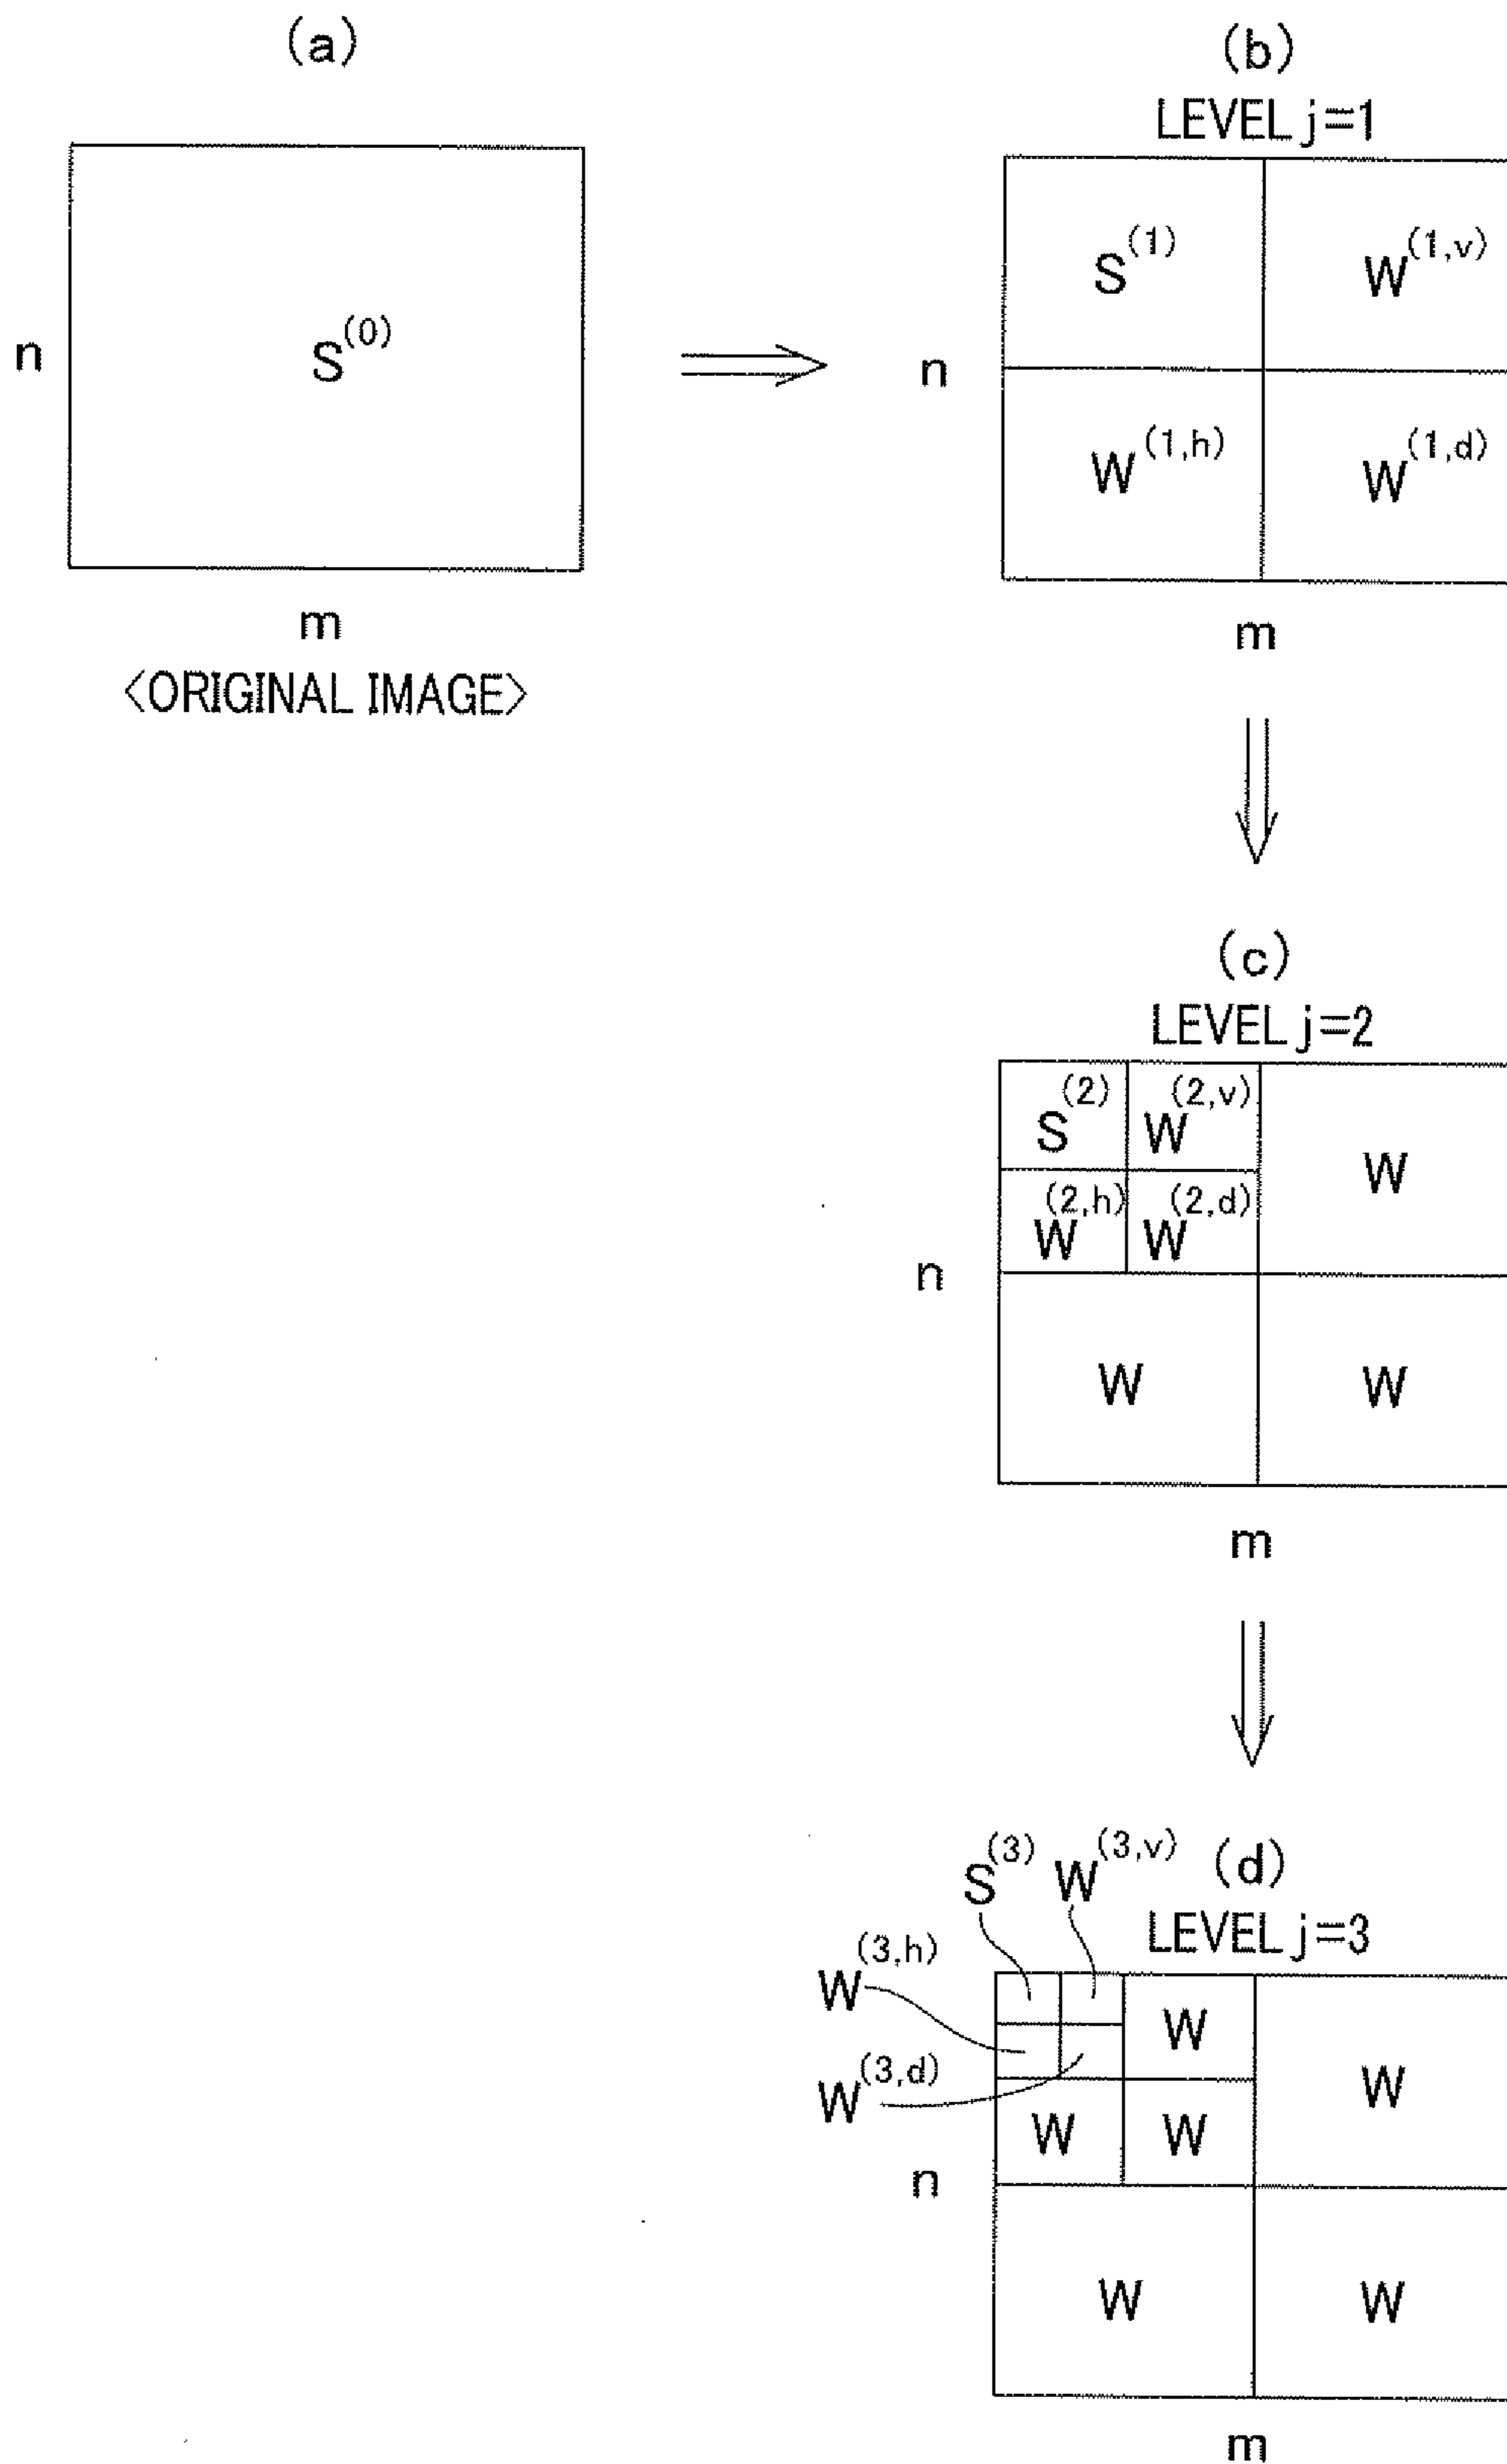 (a)
S^(0)
n
m
<ORIGINAL IMAGE>
(b)
LEVEL j=1
S^(1) W^(1,v)
n
W^(1,h) W^(1,d)
m
(c)
LEVEL j=2
S^(2) W^(2,v)
W
W^(2,h) W^(2,d)
n
W W
m
(d)
LEVEL j=3
S^(3) W^(3,v)
W^(3,h)
W
W
W^(3,d)
W W
n
W W
m